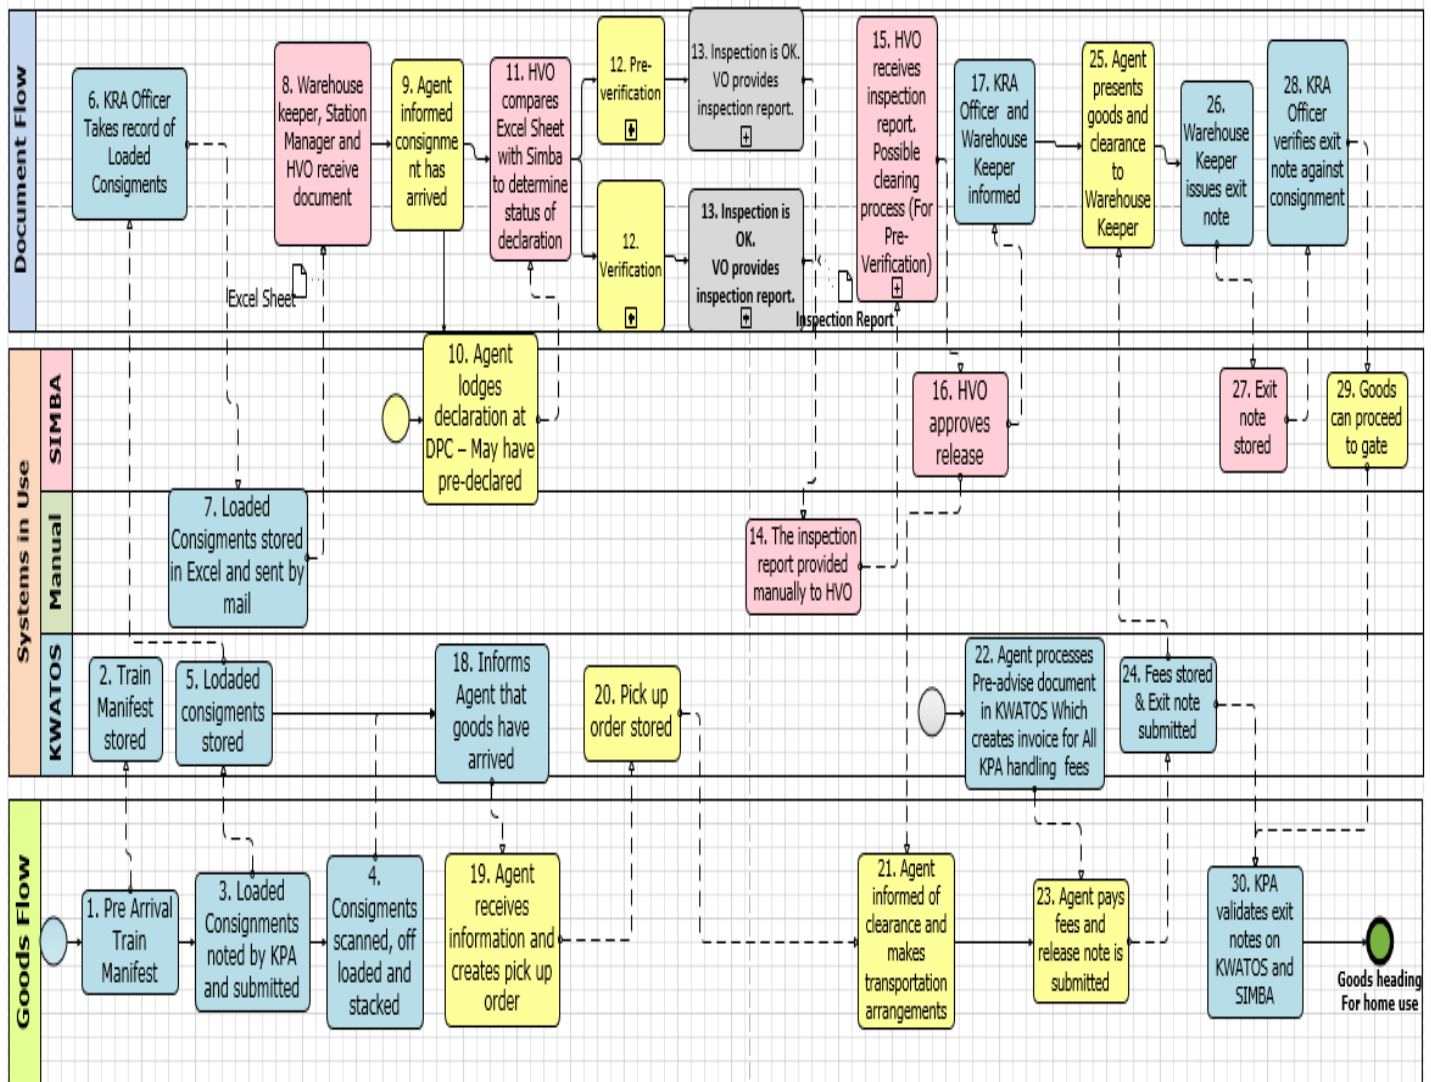 Document Flow
6. KRA Officer
Takes record of
Loaded
Consigments
8. Warehouse
keeper, Station
Manager and
HVO receive
document
9. Agent
informed
consignme
nt has
arrived
11. HVO
compares
Excel Sheet
with Simba
to determine
status of
declaration
12. Pre-
verification
12.
Verification
13. Inspection is OK.
VO provides
inspection report.
13. Inspection is
OK.
VO provides
inspection report.
15. HVO
receives
inspection
report.
Possible
clearing
process (For
Pre-
Verification)
17. KRA
Officer and
Warehouse
Keeper
informed
25. Agent
presents
goods and
clearance
to
Warehouse
Keeper
26.
Warehouse
Keeper
issues exit
note
28. KRA
Officer
verifies exit
note against
consignment
Excel Sheet
Inspection Report
Systems in Use
SIMBA
10. Agent
lodges
declaration at
DPC – May have
pre-declared
16. HVO
approves
release
27. Exit
note
stored
29. Goods
can proceed
to gate
Manual
7. Loaded
Consigments stored
in Excel and sent by
mail
14. The inspection
report provided
manually to HVO
KWATOS
2. Train
Manifest
stored
5. Lodaded
consigments
stored
18. Informs
Agent that
goods have
arrived
20. Pick up
order stored
22. Agent processes
Pre-advise document
in KWATOS Which
creates invoice for All
KPA handling fees
24. Fees stored
& Exit note
submitted
Goods Flow
1. Pre Arrival
Train
Manifest
3. Loaded
Consignments
noted by KPA
and submitted
4.
Consigments
scanned, off
loaded and
stacked
19. Agent
receives
information and
creates pick up
order
21. Agent
informed of
clearance and
makes
transportation
arrangements
23. Agent pays
fees and
release note is
submitted
30. KPA
validates exit
notes on
KWATOS and
SIMBA
Goods heading
For home use